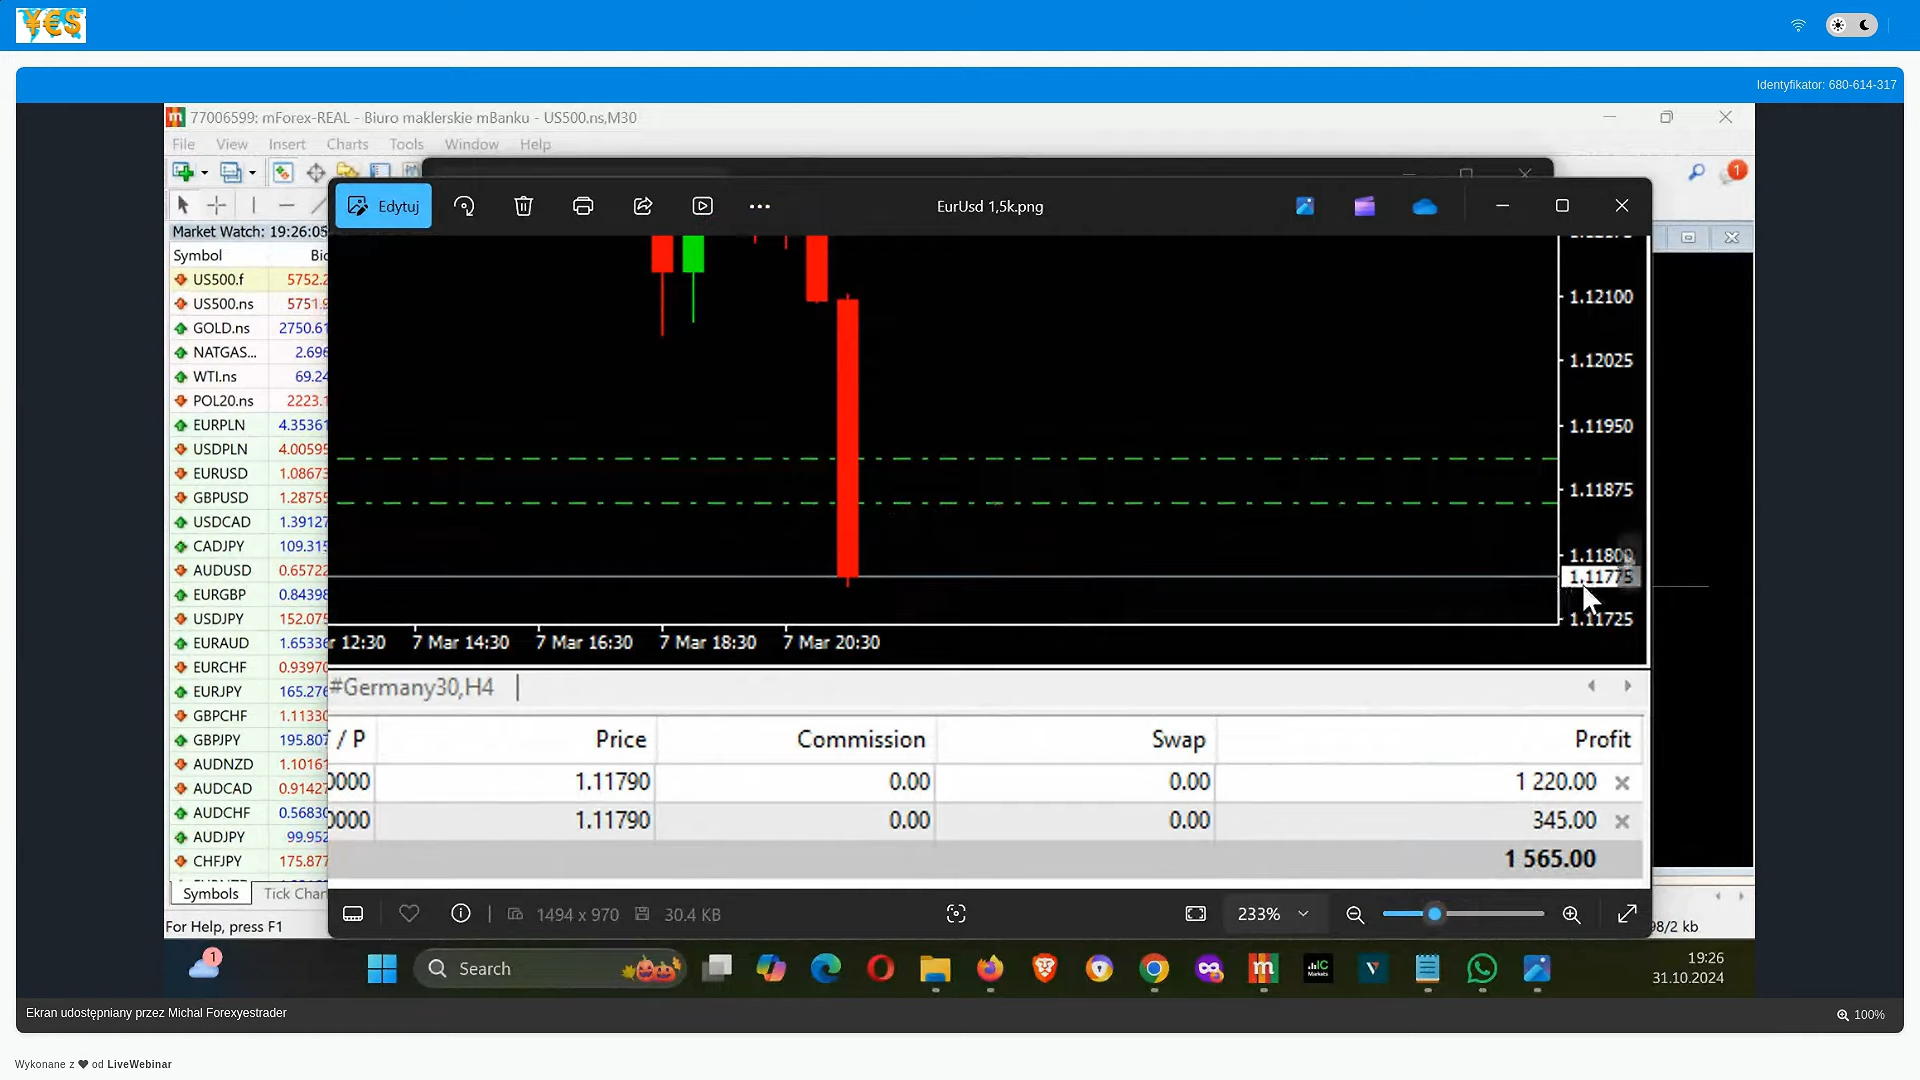 ¥€$
Identyfikator: 680-614-317
77006599: mForex-REAL - Biuro maklerskie mBanku - US500.ns,M30
File View Insert Charts Tools Window Help
1
Edytuj
EurUsd 1,5k.png
Market Watch: 19:26:05
Symbol
US500.f 5752.2
US500.ns 5751.9
GOLD.ns 2750.61
NATGAS... 2.696
WTI.ns 69.24
POL20.ns 2223.1
EURPLN 4.35361
USDPLN 4.00595
EURUSD 1.08673
GBPUSD 1.28755
USDCAD 1.39127
CADJPY 109.315
AUDUSD 0.65722
EURGBP 0.84398
USDJPY 152.075
EURAUD 1.65336
EURCHF 0.93970
EURJPY 165.276
GBPCHF 1.11330
GBPJPY 195.807
AUDNZD 1.10161
AUDCAD 0.91427
AUDCHF 0.56830
AUDJPY 99.952
CHFJPY 175.877
1.12100
1.12025
1.11950
1.11875
1.11800
1.11775
1.11725
12:30 7 Mar 14:30 7 Mar 16:30 7 Mar 18:30 7 Mar 20:30
#Germany30,H4
/ P Price Commission Swap Profit
0000 1.11790 0.00 0.00 1 220.00
0000 1.11790 0.00 0.00 345.00
1 565.00
Symbols Tick Char
1494 x 970 30.4 KB 233%
For Help, press F1
98/2 kb
1
Search
19:26
31.10.2024
Ekran udostępniany przez Michal Forexyestrader
100%
Wykonane z ♥ od LiveWebinar